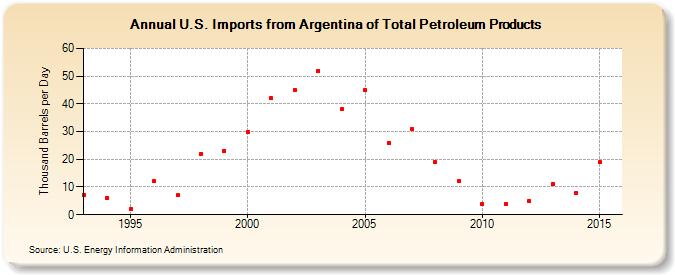 Annual U.S. Imports from Argentina of Total Petroleum Products
Thousand Barrels per Day
60
50
40
30
20
10
0
1995 2000 2005 2010 2015
Source: U.S. Energy Information Administration